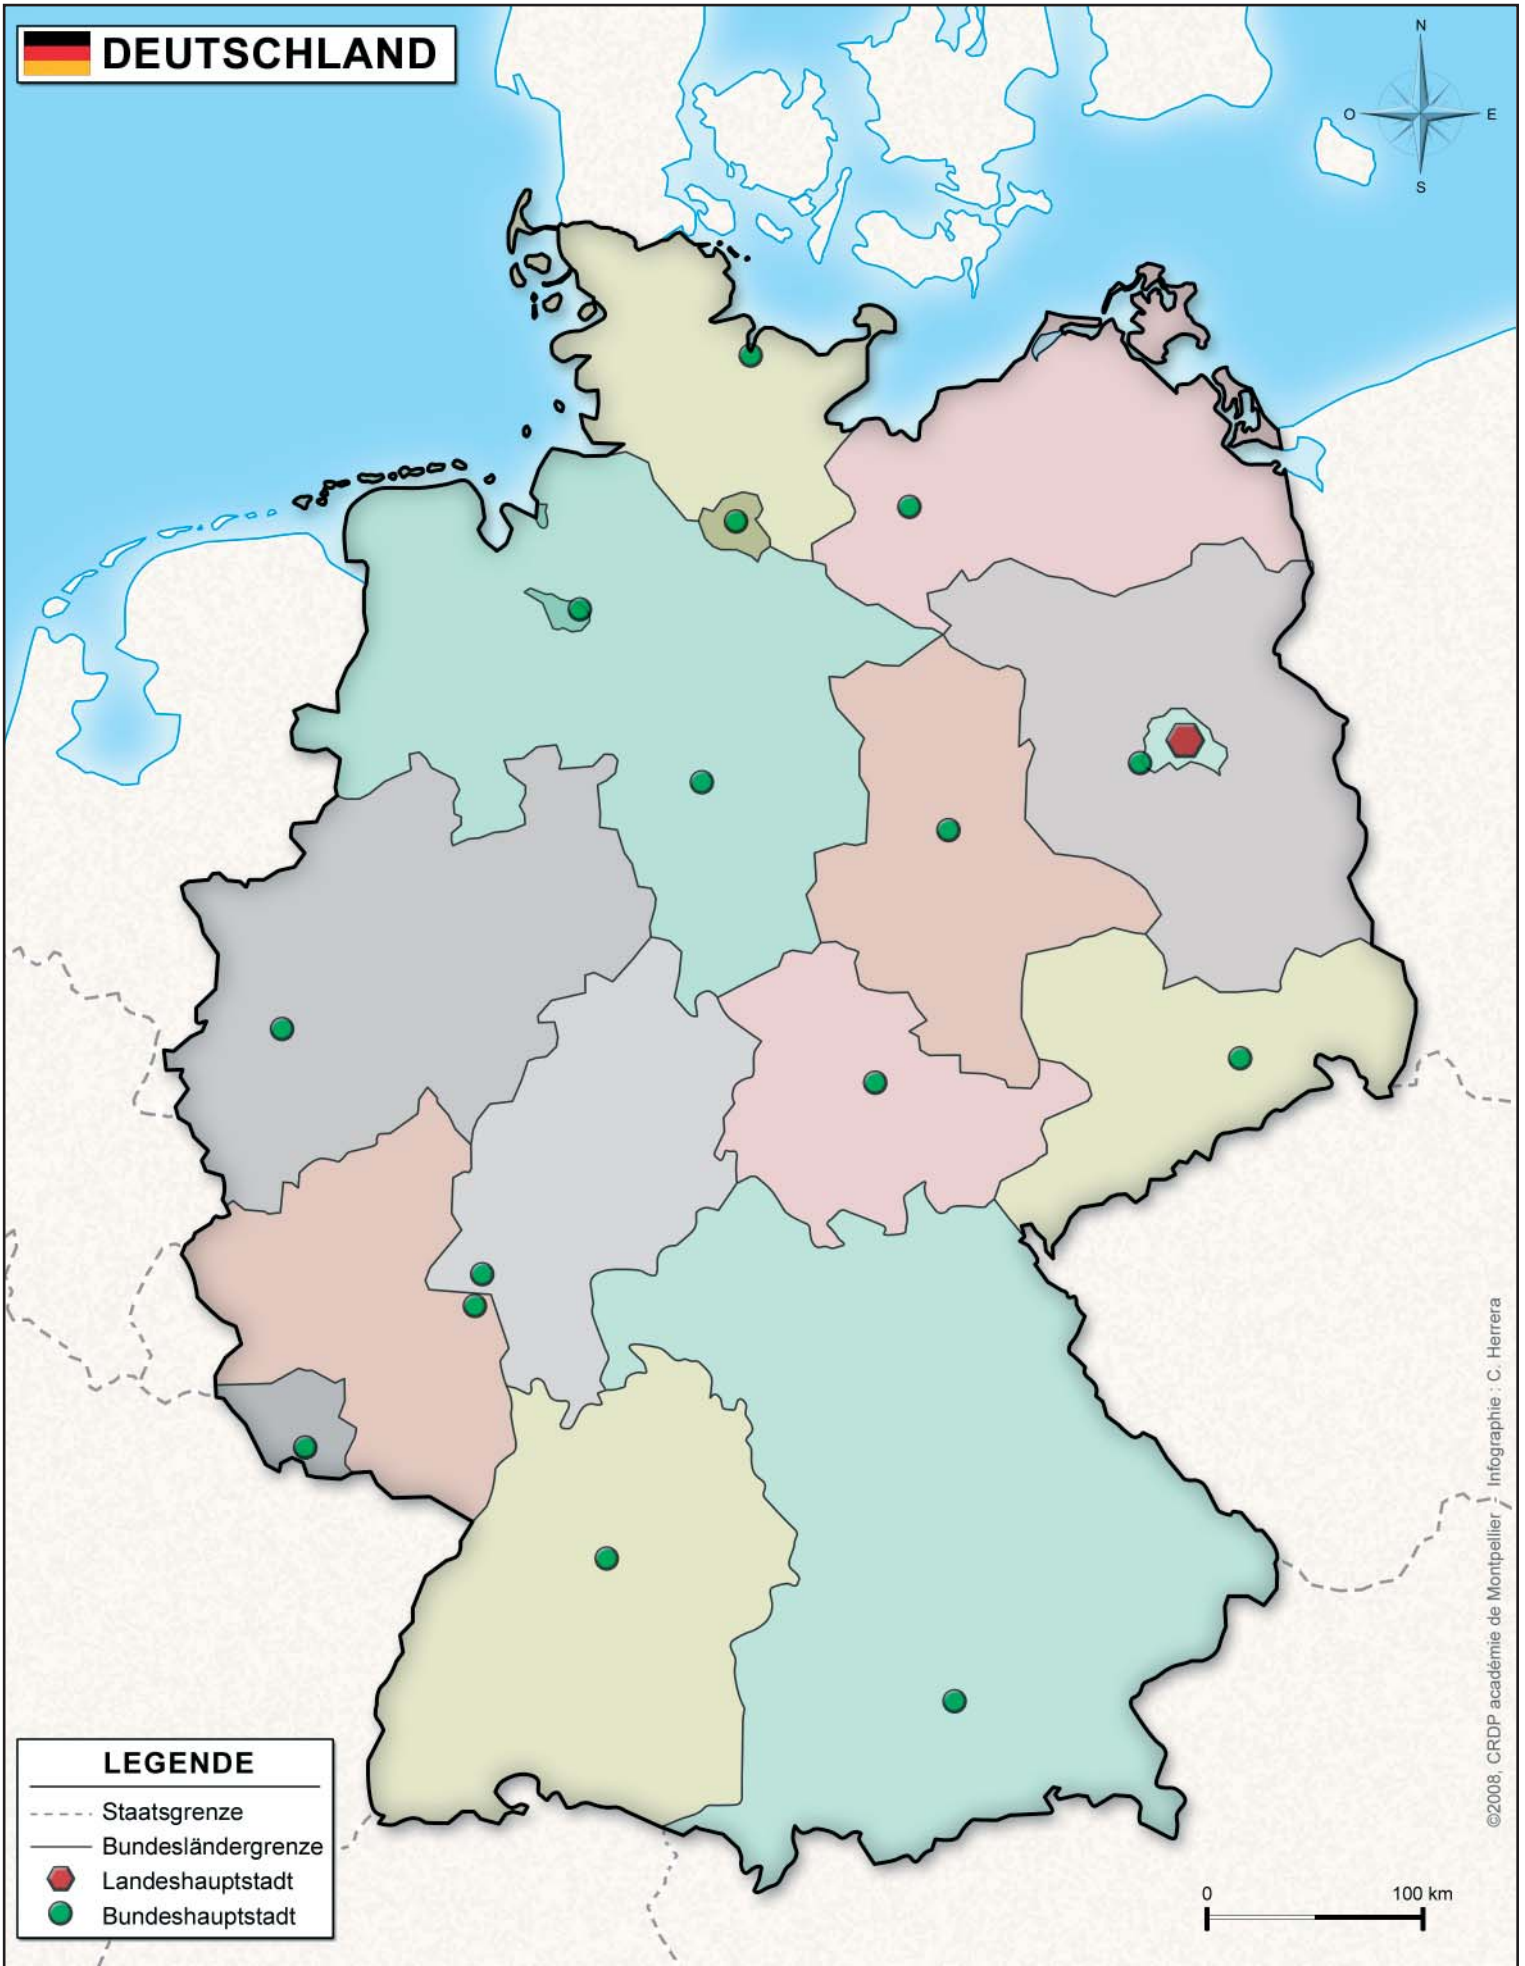 DEUTSCHLAND
N
O
E
S
LEGENDE
Staatsgrenze
Bundesländergrenze
Landeshauptstadt
Bundeshauptstadt
0
100 km
©2008, CRDP académie de Montpellier - Infographie : C. Herrera